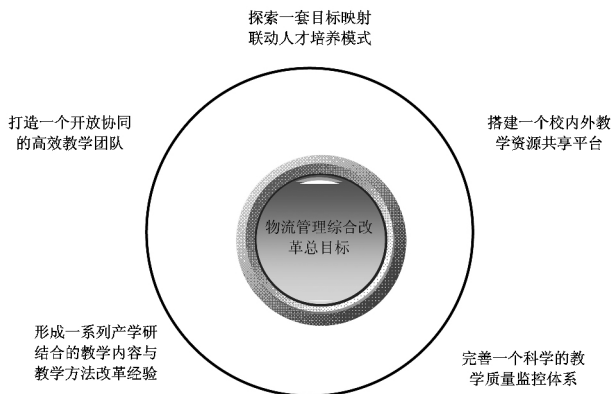 探索一套目标映射
联动人才培养模式
打造一个开放协同
的高效教学团队
搭建一个校内外教
学资源共享平台
物流管理综合改
革总目标
形成一系列产学研
结合的教学内容与
教学方法改革经验
完善一个科学的教
学质量监控体系